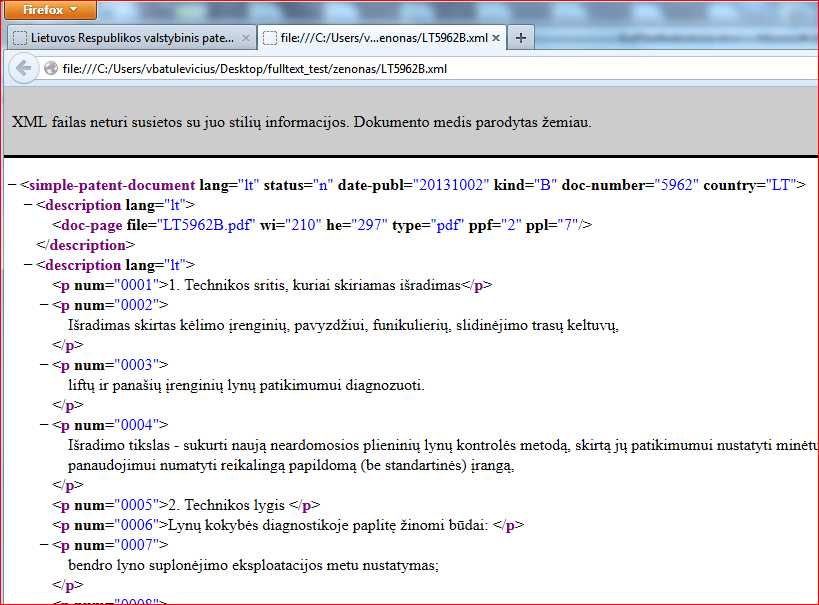 Firefox
Lietuvos Respublikos valstybinis pate... × file:///C:/Users/v...enonas/LT5962B.xml × +
file:///C:/Users/vbatulevicius/Desktop/fulltext_test/zenonas/LT5962B.xml
XML failas neturi susietos su juo stilių informacijos. Dokumento medis parodytas žemiau.
−<simple-patent-document lang="lt" status="n" date-publ="20131002" kind="B" doc-number="5962" country="LT">
−<description lang="lt">
<doc-page file="LT5962B.pdf" wi="210" he="297" type="pdf" ppf="2" ppl="7"/>
</description>
−<description lang="lt">
<p num="0001">1. Technikos sritis, kuriai skiriamas išradimas</p>
−<p num="0002">
Išradimas skirtas kėlimo įrenginių, pavyzdžiui, funikulierių, slidinėjimo trasų keltuvų,
</p>
−<p num="0003">
liftų ir panašių įrenginių lynų patikimumui diagnozuoti.
</p>
−<p num="0004">
Išradimo tikslas - sukurti naują neardomosios plieninių lynų kontrolės metodą, skirtą jų patikimumui nustatyti minėtu
panaudojimui numatyti reikalingą papildomą (be standartinės) įrangą,
</p>
<p num="0005">2. Technikos lygis </p>
<p num="0006">Lynų kokybės diagnostikoje paplitę žinomi būdai: </p>
−<p num="0007">
bendro lyno suplonėjimo eksploatacijos metu nustatymas;
</p>
<p num="0008">